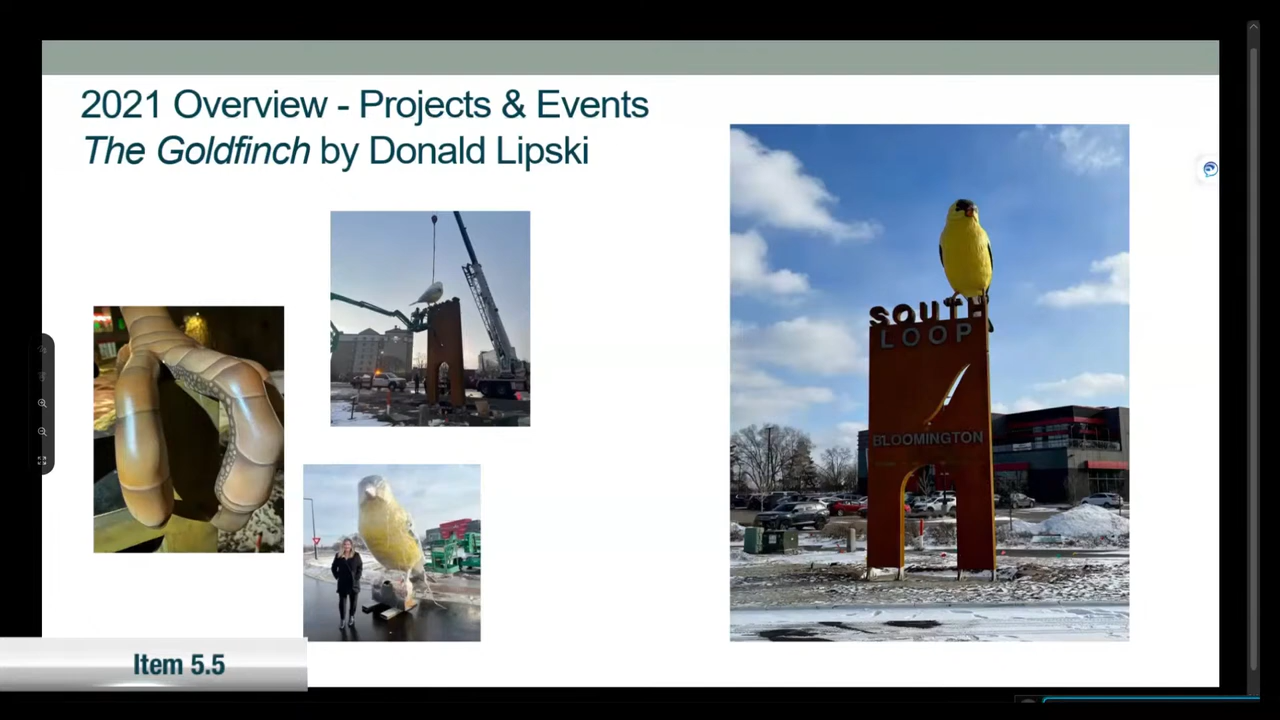 2021 Overview - Projects & Events
The Goldfinch by Donald Lipski
SOUTH
LOOP
BLOOMINGTON
Item 5.5